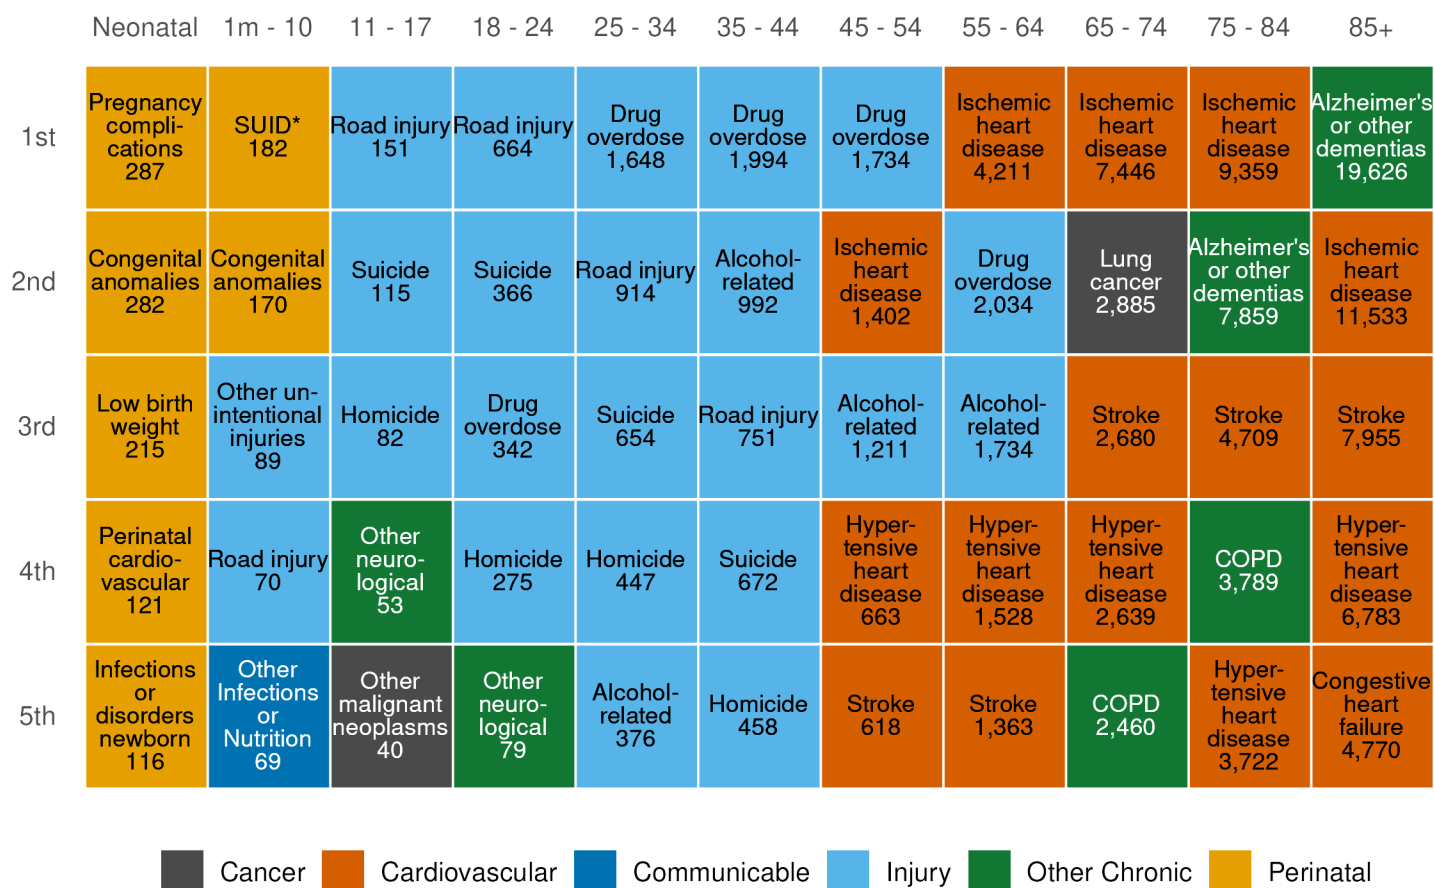 Neonatal 1m - 10 11 - 17 18 - 24 25 - 34 35 - 44 45 - 54 55 - 64 65 - 74 75 - 84 85+
1st
Pregnancy
compli-
cations
287
SUID*
182
Road injury
151
Road injury
664
Drug
overdose
1,648
Drug
overdose
1,994
Drug
overdose
1,734
Ischemic
heart
disease
4,211
Ischemic
heart
disease
7,446
Ischemic
heart
disease
9,359
Alzheimer's
or other
dementias
19,626
2nd
Congenital
anomalies
282
Congenital
anomalies
170
Suicide
115
Suicide
366
Road injury
914
Alcohol-
related
992
Ischemic
heart
disease
1,402
Drug
overdose
2,034
Lung
cancer
2,885
Alzheimer's
or other
dementias
7,859
Ischemic
heart
disease
11,533
3rd
Low birth
weight
215
Other un-
intentional
injuries
89
Homicide
82
Drug
overdose
342
Suicide
654
Road injury
751
Alcohol-
related
1,211
Alcohol-
related
1,734
Stroke
2,680
Stroke
4,709
Stroke
7,955
4th
Perinatal
cardio-
vascular
121
Road injury
70
Other
neuro-
logical
53
Homicide
275
Homicide
447
Suicide
672
Hyper-
tensive
heart
disease
663
Hyper-
tensive
heart
disease
1,528
Hyper-
tensive
heart
disease
2,639
COPD
3,789
Hyper-
tensive
heart
disease
6,783
5th
Infections
or
disorders
newborn
116
Other
Infections
or
Nutrition
69
Other
malignant
neoplasms
40
Other
neuro-
logical
79
Alcohol-
related
376
Homicide
458
Stroke
618
Stroke
1,363
COPD
2,460
Hyper-
tensive
heart
disease
3,722
Congestive
heart
failure
4,770
Cancer Cardiovascular Communicable Injury Other Chronic Perinatal